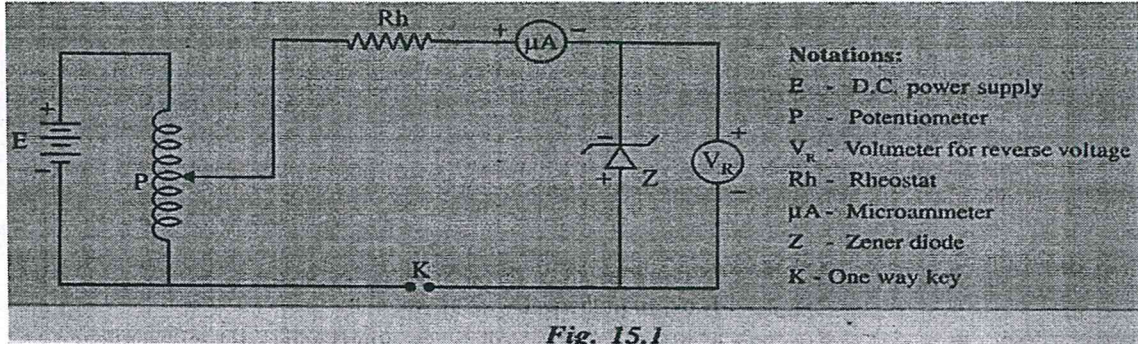 Rh
+ μA −
Notations:
E - D.C. power supply
P - Potentiometer
V_R - Voltmeter for reverse voltage
Rh - Rheostat
μA - Microammeter
Z - Zener diode
K - One way key
+
E
−
P
−
+
Z
+
V_R
−
K
Fig. 15.1